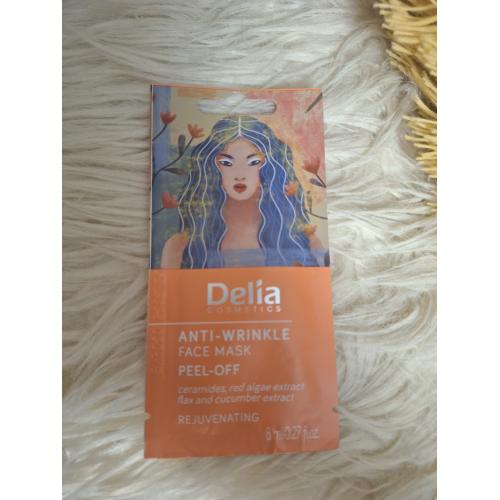 Delia
COSMETICS
ANTI-WRINKLE
FACE MASK
PEEL-OFF
ceramides, red algae extract
flax and cucumber extract
REJUVENATING
8 ml/0.27 fl.oz.